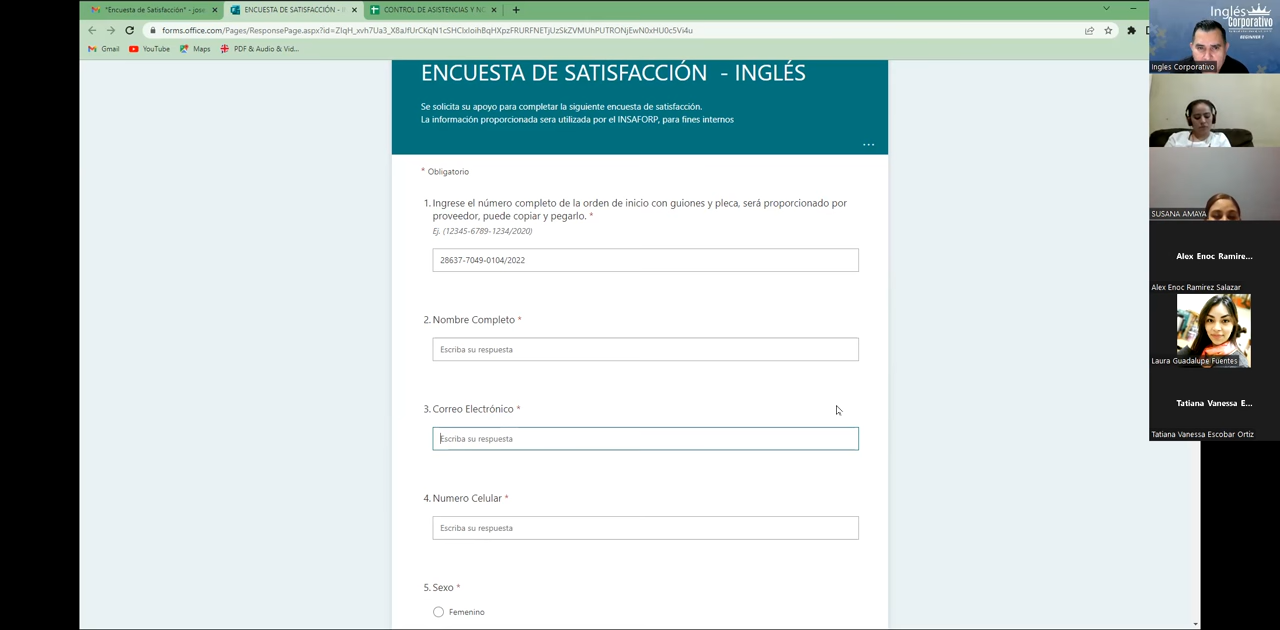 "Encuesta de Satisfacción" - jose
ENCUESTA DE SATISFACCIÓN - I
CONTROL DE ASISTENCIAS Y NO
forms.office.com/Pages/ResponsePage.aspx?id=
Gmail
YouTube
Maps
PDF & Audio & Vid...
ENCUESTA DE SATISFACCIÓN - INGLÉS
Se solicita su apoyo para completar la siguiente encuesta de satisfacción.
La información proporcionada sera utilizada por el INSAFORP, para fines internos
...
* Obligatorio
1. Ingrese el número completo de la orden de inicio con guiones y pleca, será proporcionado por
proveedor, puede copiar y pegarlo. *
Ej. (12345-6789-1234/2020)
28637-7049-0104/2022
2. Nombre Completo *
Escriba su respuesta
3. Correo Electrónico *
Escriba su respuesta
4. Numero Celular *
Escriba su respuesta
5. Sexo *
Femenino
Inglés
Corporativo
BEGINNER 1
Ingles Corporativo
SUSANA AMAYA
Alex Enoc Ramire...
Alex Enoc Ramirez Salazar
Laura Guadalupe Fuentes
Tatiana Vanessa E...
Tatiana Vanessa Escobar Ortiz